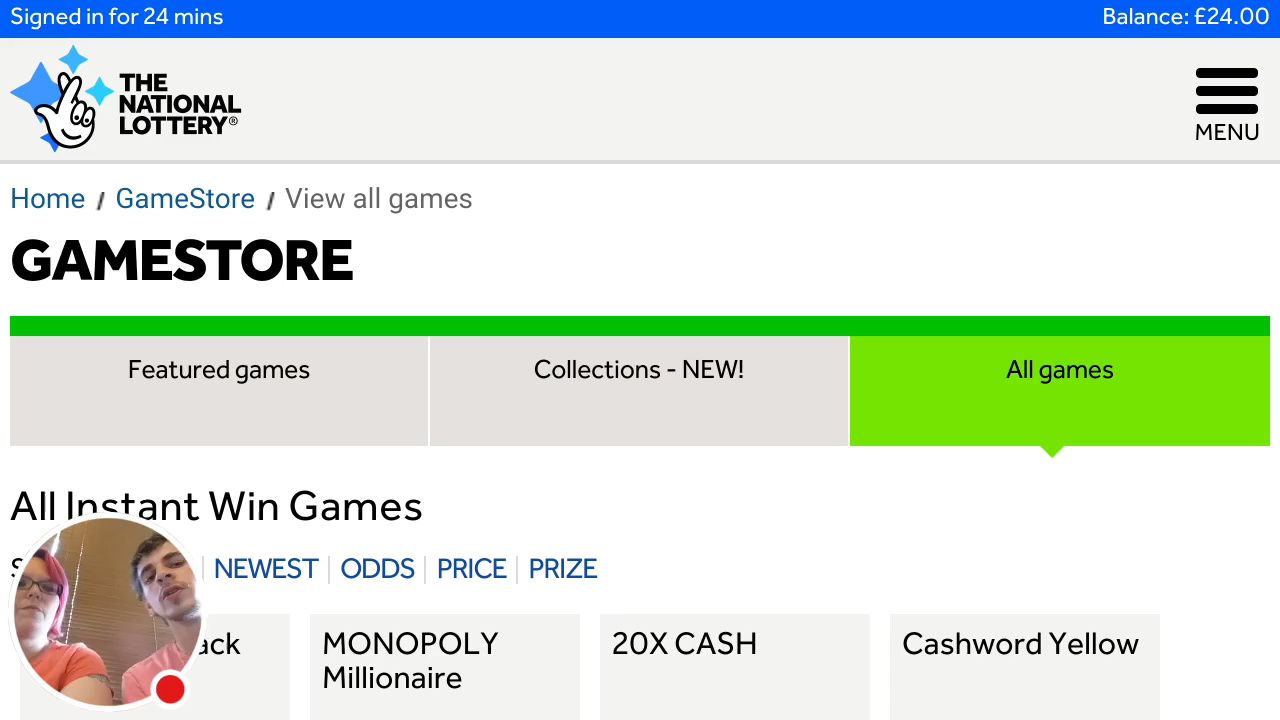 Signed in for 24 mins
Balance: £24.00
THE
NATIONAL
LOTTERY®
MENU
Home / GameStore / View all games
GAMESTORE
Featured games
Collections - NEW!
All games
All Instant Win Games
NEWEST | ODDS | PRICE | PRIZE
MONOPOLY
Millionaire
20X CASH
Cashword Yellow